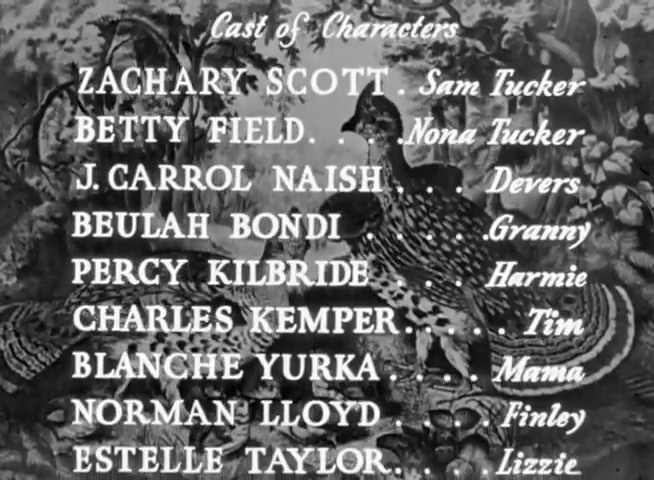 Cast of Characters
ZACHARY SCOTT . Sam Tucker
BETTY FIELD. . . .Nona Tucker
J. CARROL NAISH . . . Devers
BEULAH BONDI . . . . .Granny
PERCY KILBRIDE . . . . Harmie
CHARLES KEMPER. . . . . Tim
BLANCHE YURKA . . . . Mama
NORMAN LLOYD . . . . Finley
ESTELLE TAYLOR. . . . Lizzie